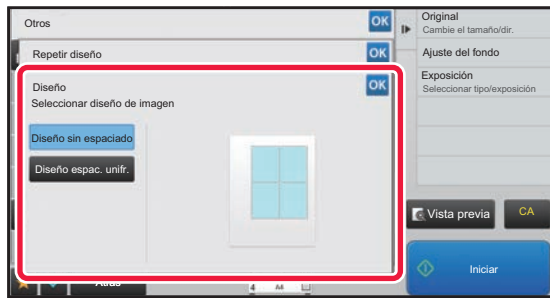 Otros
OK
Repetir diseño
OK
Diseño
OK
Seleccionar diseño de imagen
Diseño sin espaciado
Diseño espac. unifr.
Atrás
4
A4
Original
Cambie el tamaño/dir.
Ajuste del fondo
Exposición
Seleccionar tipo/exposición
Vista previa
CA
Iniciar